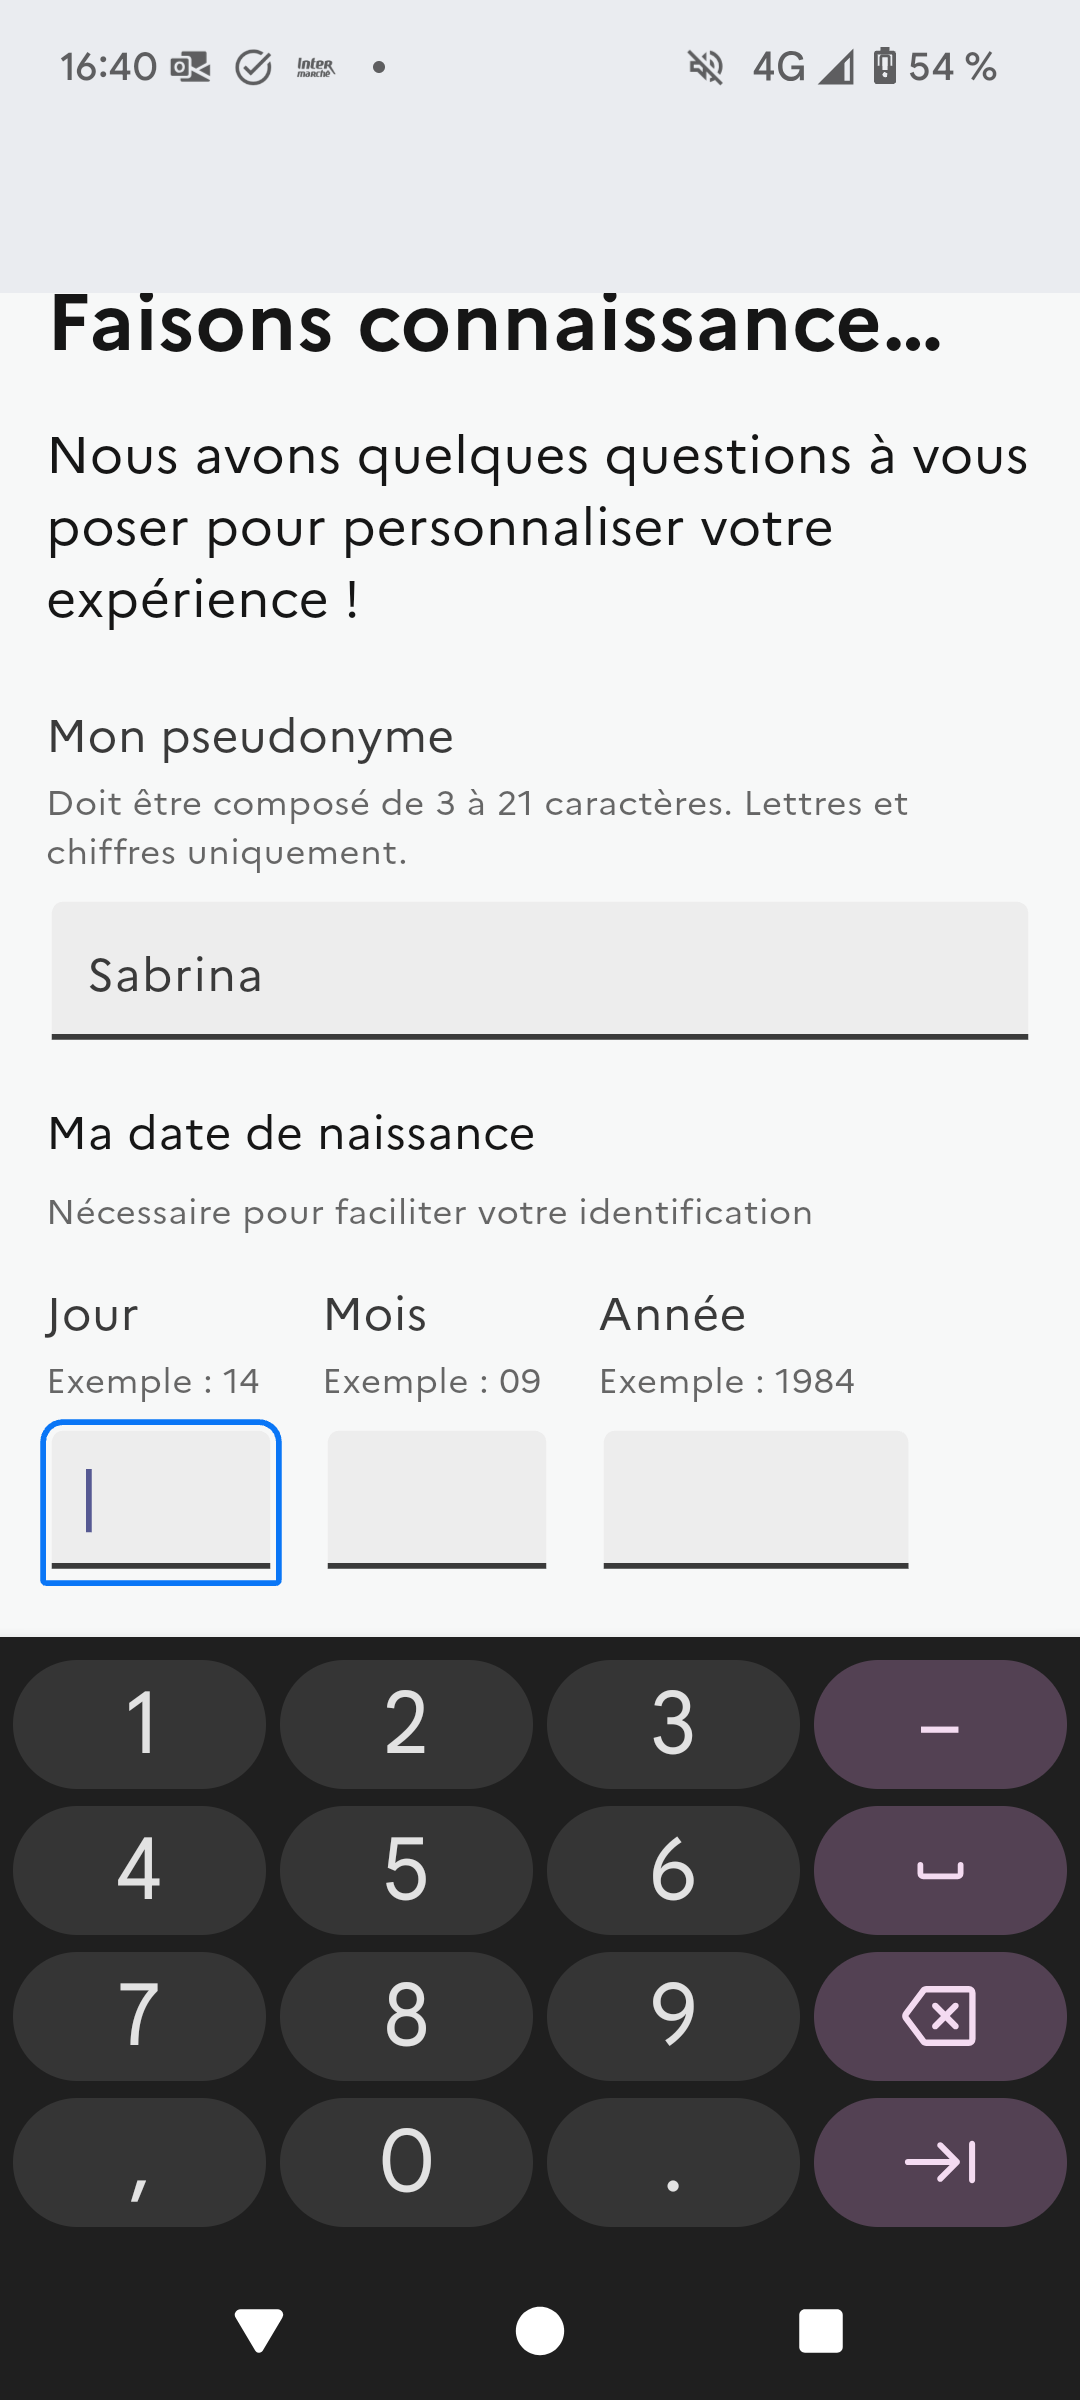 16:40 Inter marché 4G 54 %
Faisons connaissance...
Nous avons quelques questions à vous
poser pour personnaliser votre
expérience !
Mon pseudonyme
Doit être composé de 3 à 21 caractères. Lettres et
chiffres uniquement.
Sabrina
Ma date de naissance
Nécessaire pour faciliter votre identification
Jour Mois Année
Exemple : 14 Exemple : 09 Exemple : 1984
1 2 3 –
4 5 6
7 8 9
, 0 .